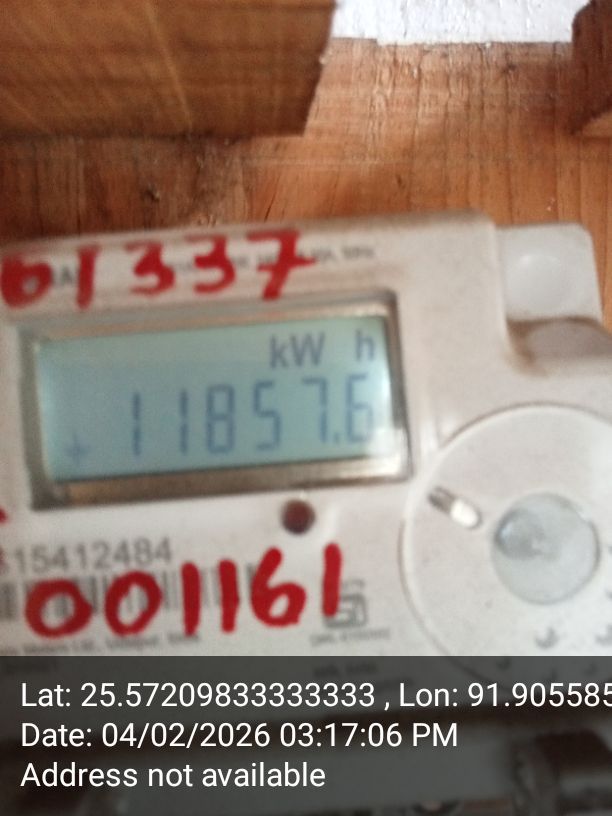 61337
kW h
11857.6
15412484
001161
Lat: 25.57209833333333 , Lon: 91.905585
Date: 04/02/2026 03:17:06 PM
Address not available